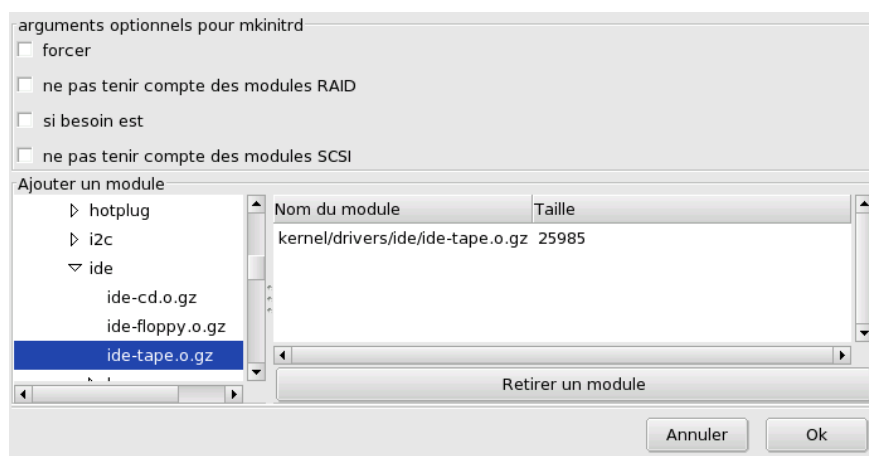 arguments optionnels pour mkinitrd
forcer
ne pas tenir compte des modules RAID
si besoin est
ne pas tenir compte des modules SCSI
Ajouter un module
hotplug
i2c
ide
ide-cd.o.gz
ide-floppy.o.gz
ide-tape.o.gz
Nom du module Taille
kernel/drivers/ide/ide-tape.o.gz 25985
Retirer un module
Annuler Ok